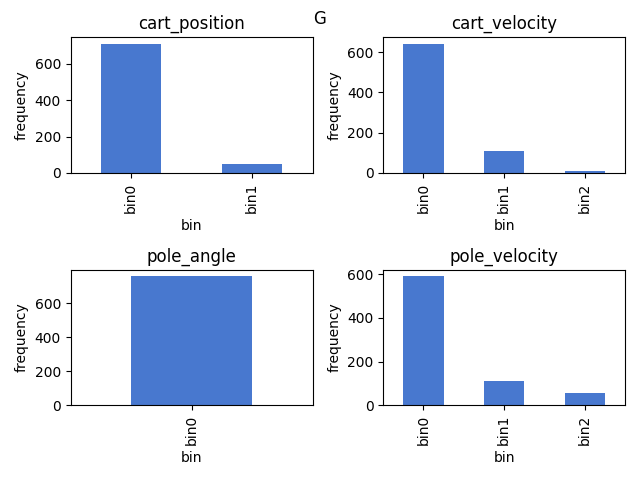 G
cart_position
frequency
600
400
200
0
bin0
bin1
bin
cart_velocity
frequency
600
400
200
0
bin0
bin1
bin2
bin
pole_angle
frequency
600
400
200
0
bin0
bin
pole_velocity
frequency
600
400
200
0
bin0
bin1
bin2
bin